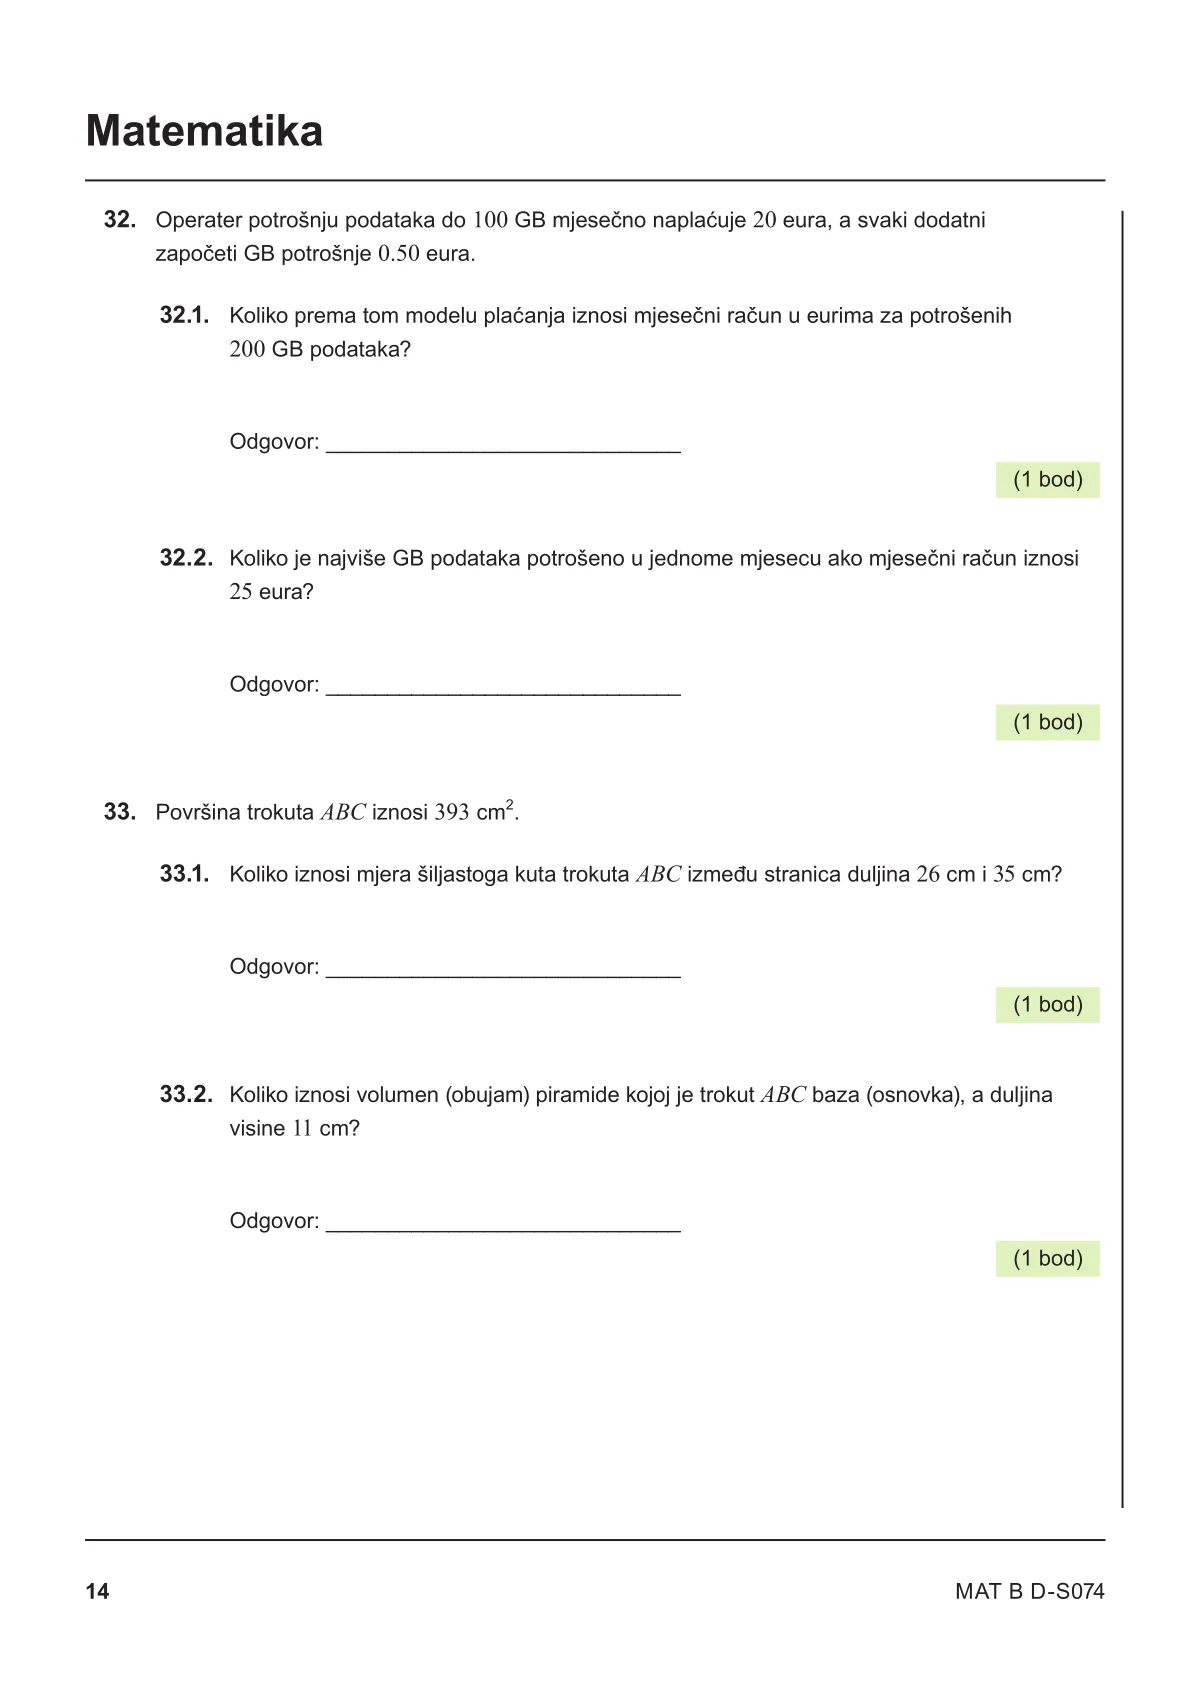 Matematika
32. Operater potrošnju podataka do 100 GB mjesečno naplaćuje 20 eura, a svaki dodatni
započeti GB potrošnje 0.50 eura.
32.1. Koliko prema tom modelu plaćanja iznosi mjesečni račun u eurima za potrošenih
200 GB podataka?
Odgovor: _____________________________
(1 bod)
32.2. Koliko je najviše GB podataka potrošeno u jednome mjesecu ako mjesečni račun iznosi
25 eura?
Odgovor: _____________________________
(1 bod)
33. Površina trokuta ABC iznosi 393 cm².
33.1. Koliko iznosi mjera šiljastoga kuta trokuta ABC između stranica duljina 26 cm i 35 cm?
Odgovor: _____________________________
(1 bod)
33.2. Koliko iznosi volumen (obujam) piramide kojoj je trokut ABC baza (osnovka), a duljina
visine 11 cm?
Odgovor: _____________________________
(1 bod)
14
MAT B D-S074